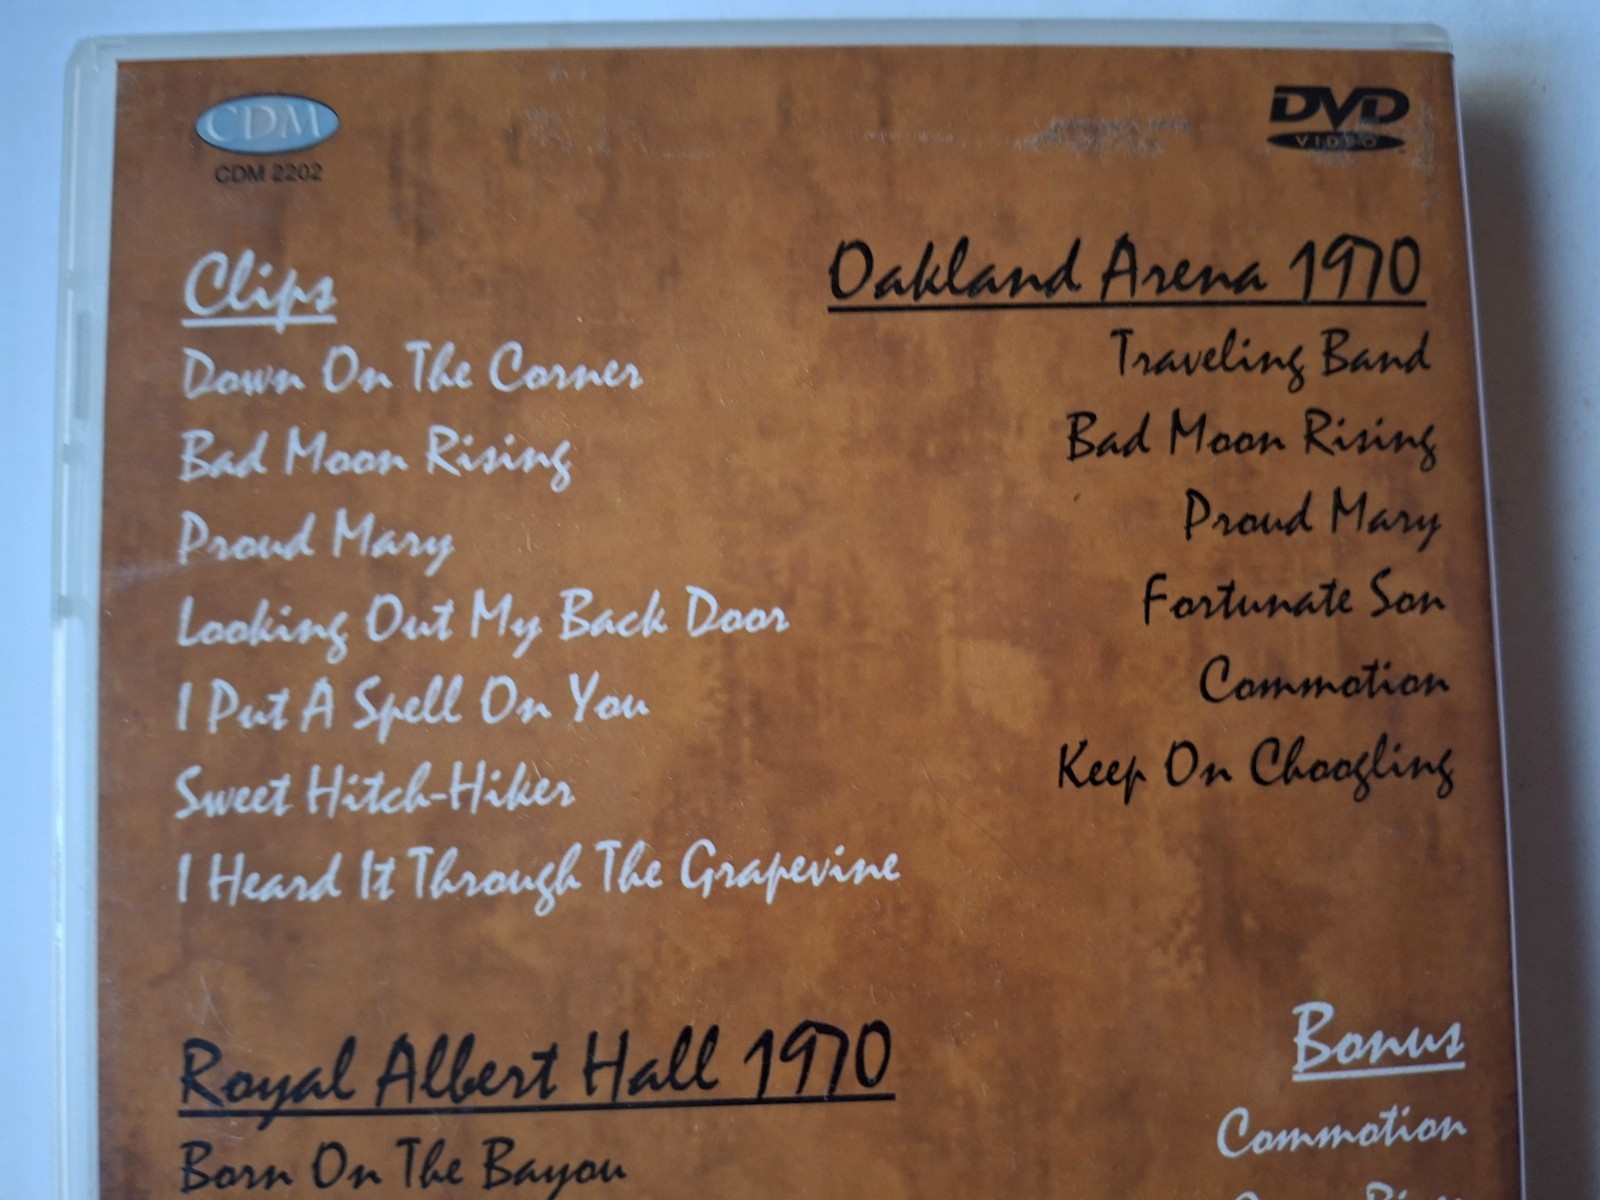 CDM
CDM 2202
DVD
VIDEO
Clips
Down On The Corner
Bad Moon Rising
Proud Mary
Looking Out My Back Door
I Put A Spell On You
Sweet Hitch-Hiker
I Heard It Through The Grapevine
Oakland Arena 1970
Traveling Band
Bad Moon Rising
Proud Mary
Fortunate Son
Commotion
Keep On Choogling
Royal Albert Hall 1970
Born On The Bayou
Bonus
Commotion